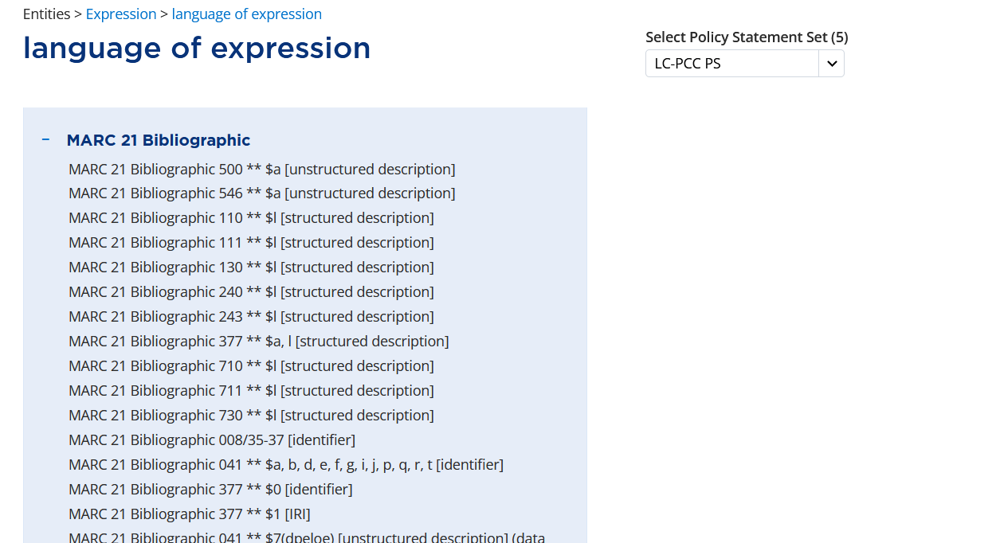 Entities > Expression > language of expression
language of expression
Select Policy Statement Set (5)
LC-PCC PS
MARC 21 Bibliographic
MARC 21 Bibliographic 500 ** $a [unstructured description]
MARC 21 Bibliographic 546 ** $a [unstructured description]
MARC 21 Bibliographic 110 ** $l [structured description]
MARC 21 Bibliographic 111 ** $l [structured description]
MARC 21 Bibliographic 130 ** $l [structured description]
MARC 21 Bibliographic 240 ** $l [structured description]
MARC 21 Bibliographic 243 ** $l [structured description]
MARC 21 Bibliographic 377 ** $a, l [structured description]
MARC 21 Bibliographic 710 ** $l [structured description]
MARC 21 Bibliographic 711 ** $l [structured description]
MARC 21 Bibliographic 730 ** $l [structured description]
MARC 21 Bibliographic 008/35-37 [identifier]
MARC 21 Bibliographic 041 ** $a, b, d, e, f, g, i, j, p, q, r, t [identifier]
MARC 21 Bibliographic 377 ** $0 [identifier]
MARC 21 Bibliographic 377 ** $1 [IRI]
MARC 21 Bibliographic 041 ** $7(dpeloe) [unstructured description] (data